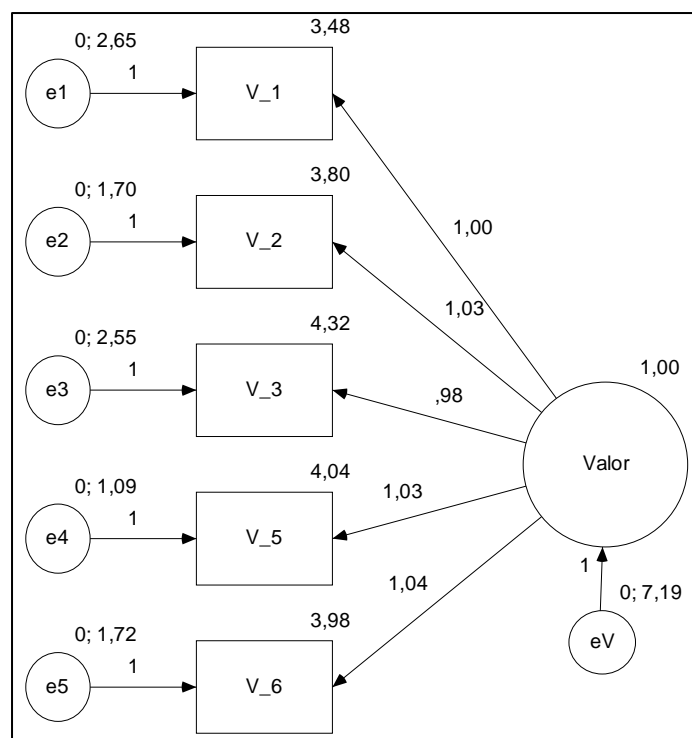 3,48
0; 2,65
1
e1
V_1
3,80
0; 1,70
1
e2
V_2
1,00
1,03
4,32
0; 2,55
1
e3
V_3
,98
1,00
Valor
4,04
0; 1,09
1
e4
V_5
1,03
1,04
1
0; 7,19
eV
3,98
0; 1,72
1
e5
V_6